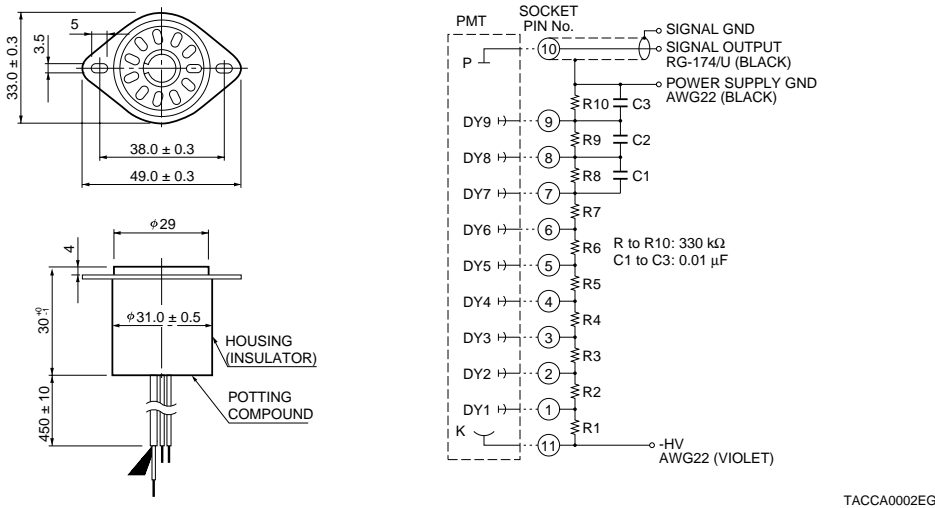 5
3.5
33.0 ± 0.3
38.0 ± 0.3
49.0 ± 0.3
φ29
4
φ31.0 ± 0.5
30 +0 -1
HOUSING
(INSULATOR)
450 ± 10
POTTING
COMPOUND
PMT
SOCKET
PIN No.
SIGNAL GND
P
10
SIGNAL OUTPUT
RG-174/U (BLACK)
POWER SUPPLY GND
AWG22 (BLACK)
R10
C3
DY9
9
R9
C2
DY8
8
R8
C1
DY7
7
R7
DY6
6
R6
R to R10: 330 kΩ
C1 to C3: 0.01 μF
DY5
5
R5
DY4
4
R4
DY3
3
R3
DY2
2
R2
DY1
1
R1
K
11
-HV
AWG22 (VIOLET)
TACCA0002EG